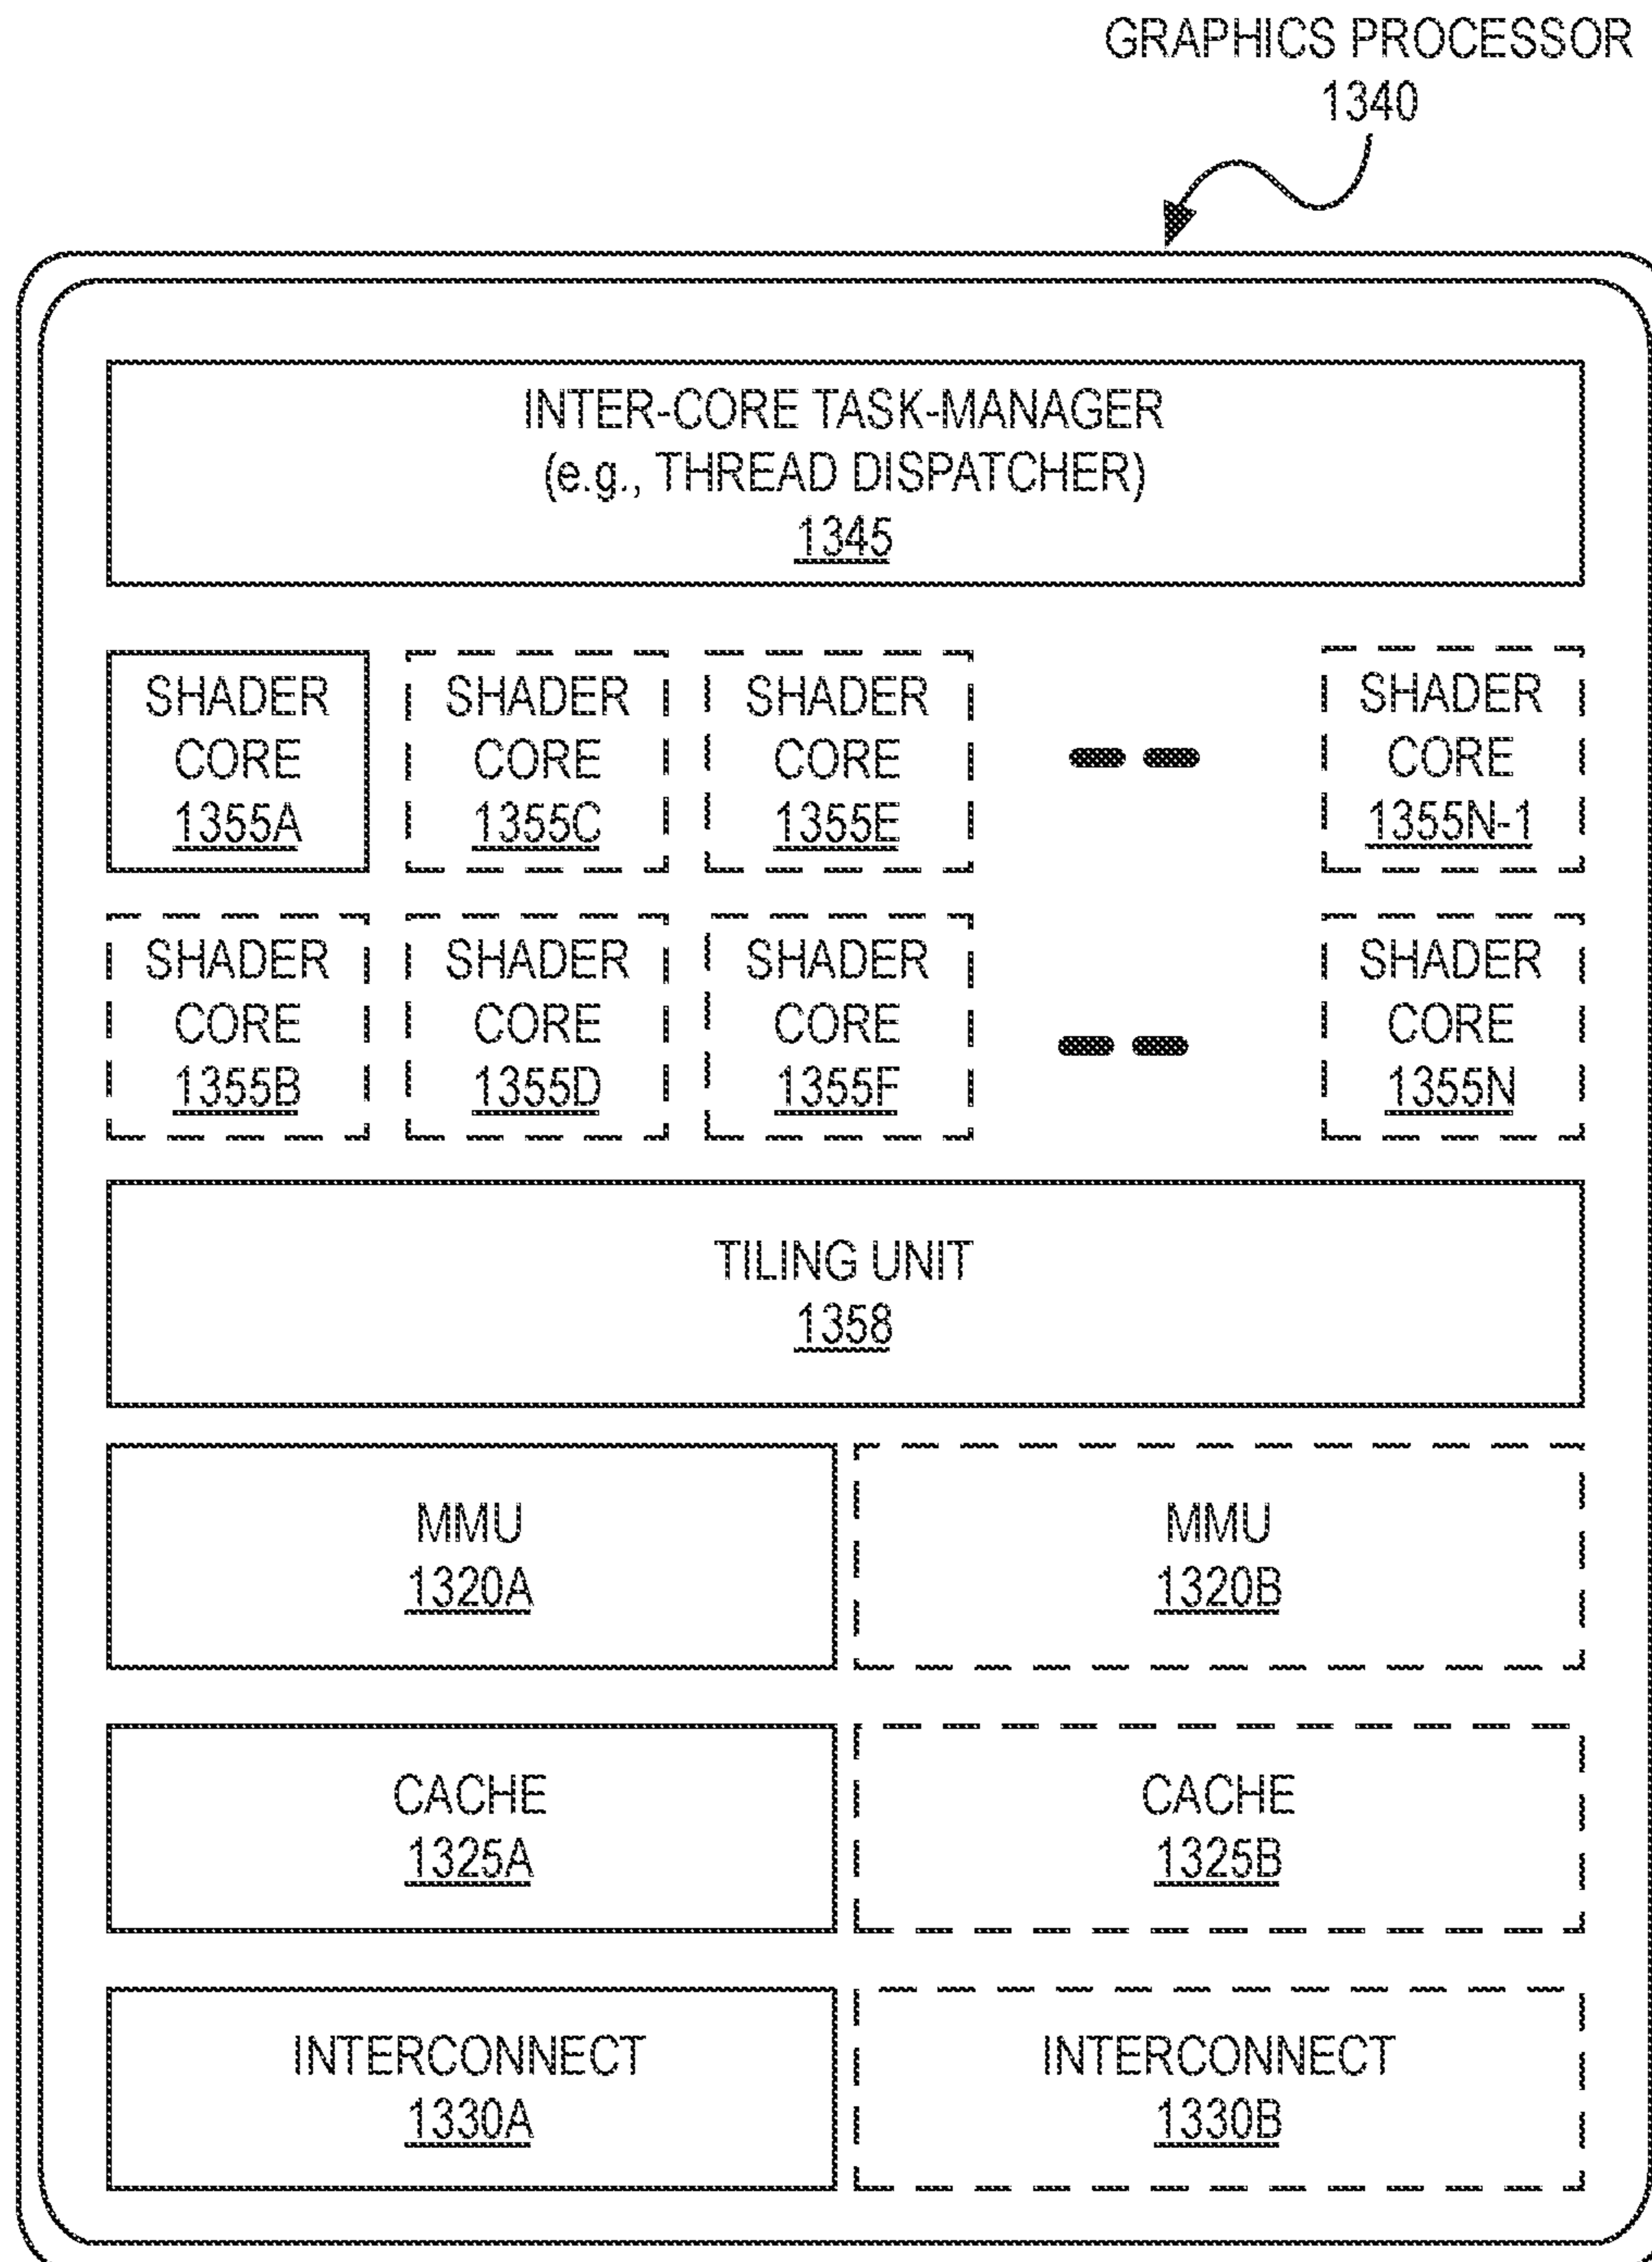 GRAPHICS PROCESSOR
1340
INTER-CORE TASK-MANAGER
(e.g., THREAD DISPATCHER)
1345
SHADER
CORE
1355A
SHADER
CORE
1355C
SHADER
CORE
1355E
SHADER
CORE
1355N-1
SHADER
CORE
1355B
SHADER
CORE
1355D
SHADER
CORE
1355F
SHADER
CORE
1355N
TILING UNIT
1358
MMU
1320A
MMU
1320B
CACHE
1325A
CACHE
1325B
INTERCONNECT
1330A
INTERCONNECT
1330B